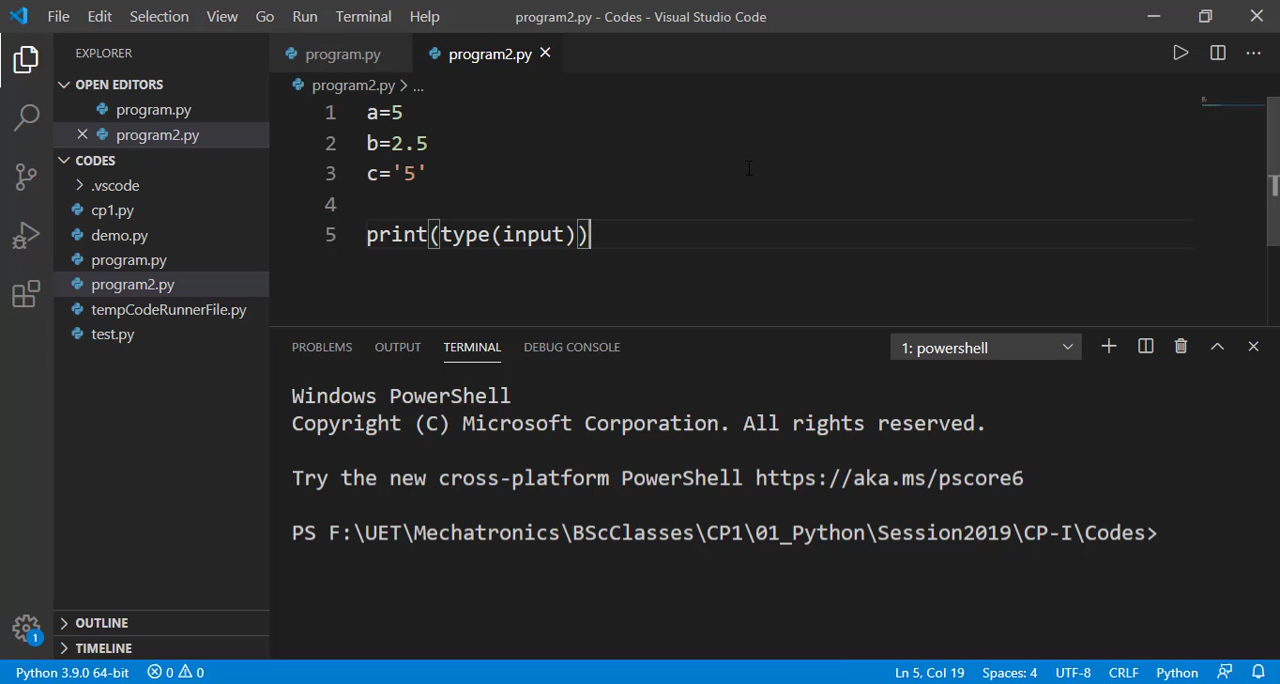 File Edit Selection View Go Run Terminal Help program2.py - Codes - Visual Studio Code
EXPLORER
OPEN EDITORS
program.py
program2.py
CODES
.vscode
cp1.py
demo.py
program.py
program2.py
tempCodeRunnerFile.py
test.py
OUTLINE
TIMELINE
program.py program2.py
program2.py > ...
1 a=5
2 b=2.5
3 c='5'
4
5 print(type(input))
PROBLEMS OUTPUT TERMINAL DEBUG CONSOLE 1: powershell
Windows PowerShell
Copyright (C) Microsoft Corporation. All rights reserved.
Try the new cross-platform PowerShell https://aka.ms/pscore6
PS F:\UET\Mechatronics\BScClasses\CP1\01_Python\Session2019\CP-I\Codes>
1
Python 3.9.0 64-bit 0 0 Ln 5, Col 19 Spaces: 4 UTF-8 CRLF Python